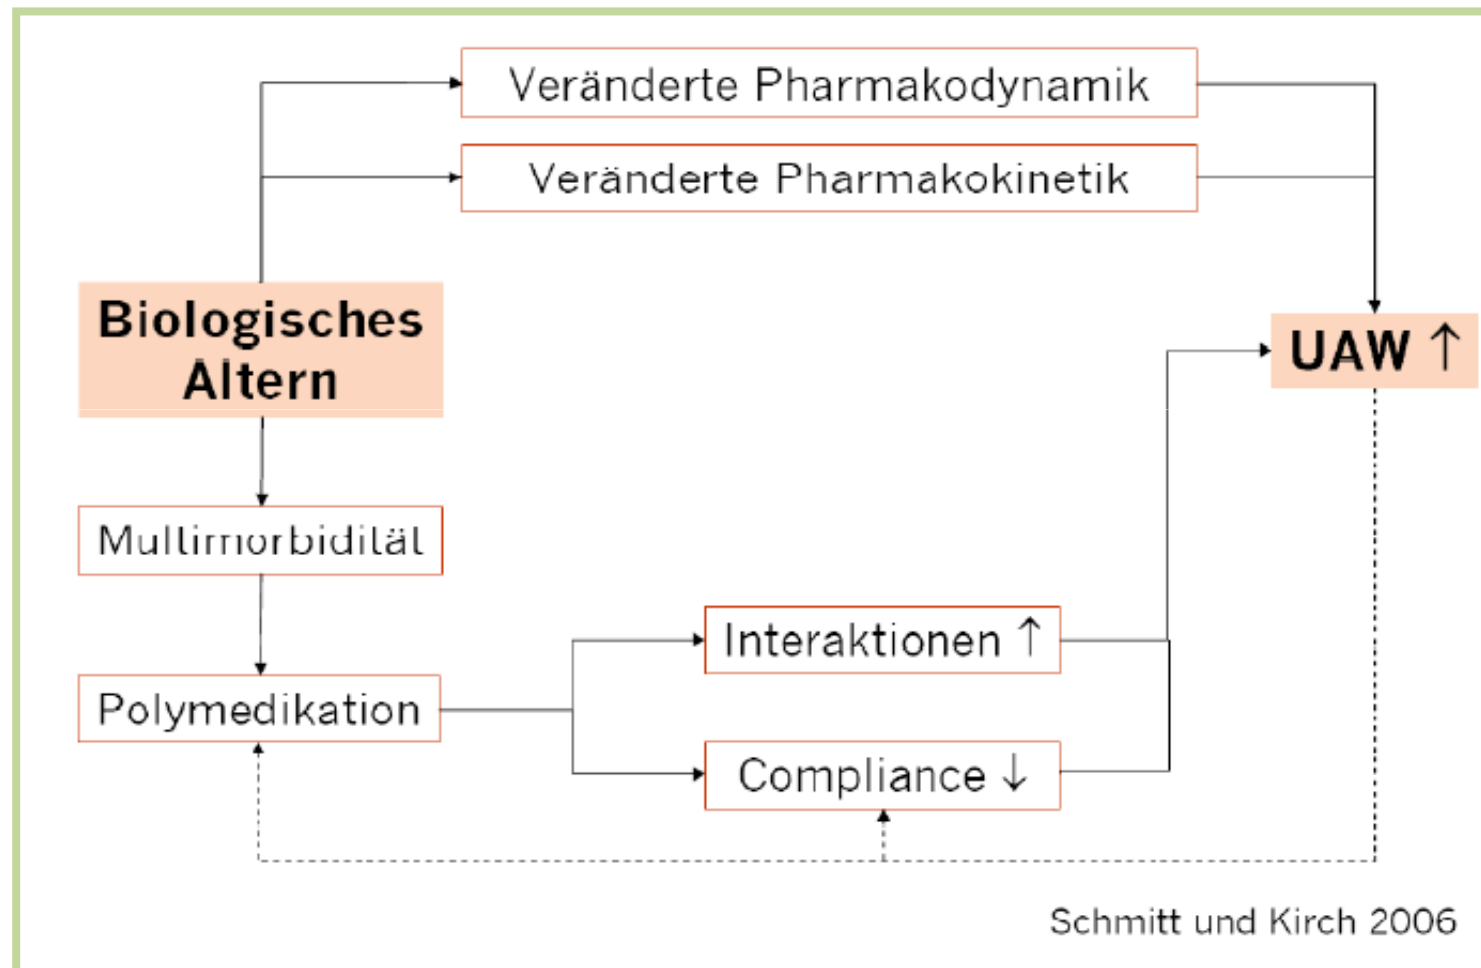 Veränderte Pharmakodynamik
Veränderte Pharmakokinetik
Biologisches
Altern
UAW ↑
Multimorbidität
Polymedikation
Interaktionen ↑
Compliance ↓
Schmitt und Kirch 2006